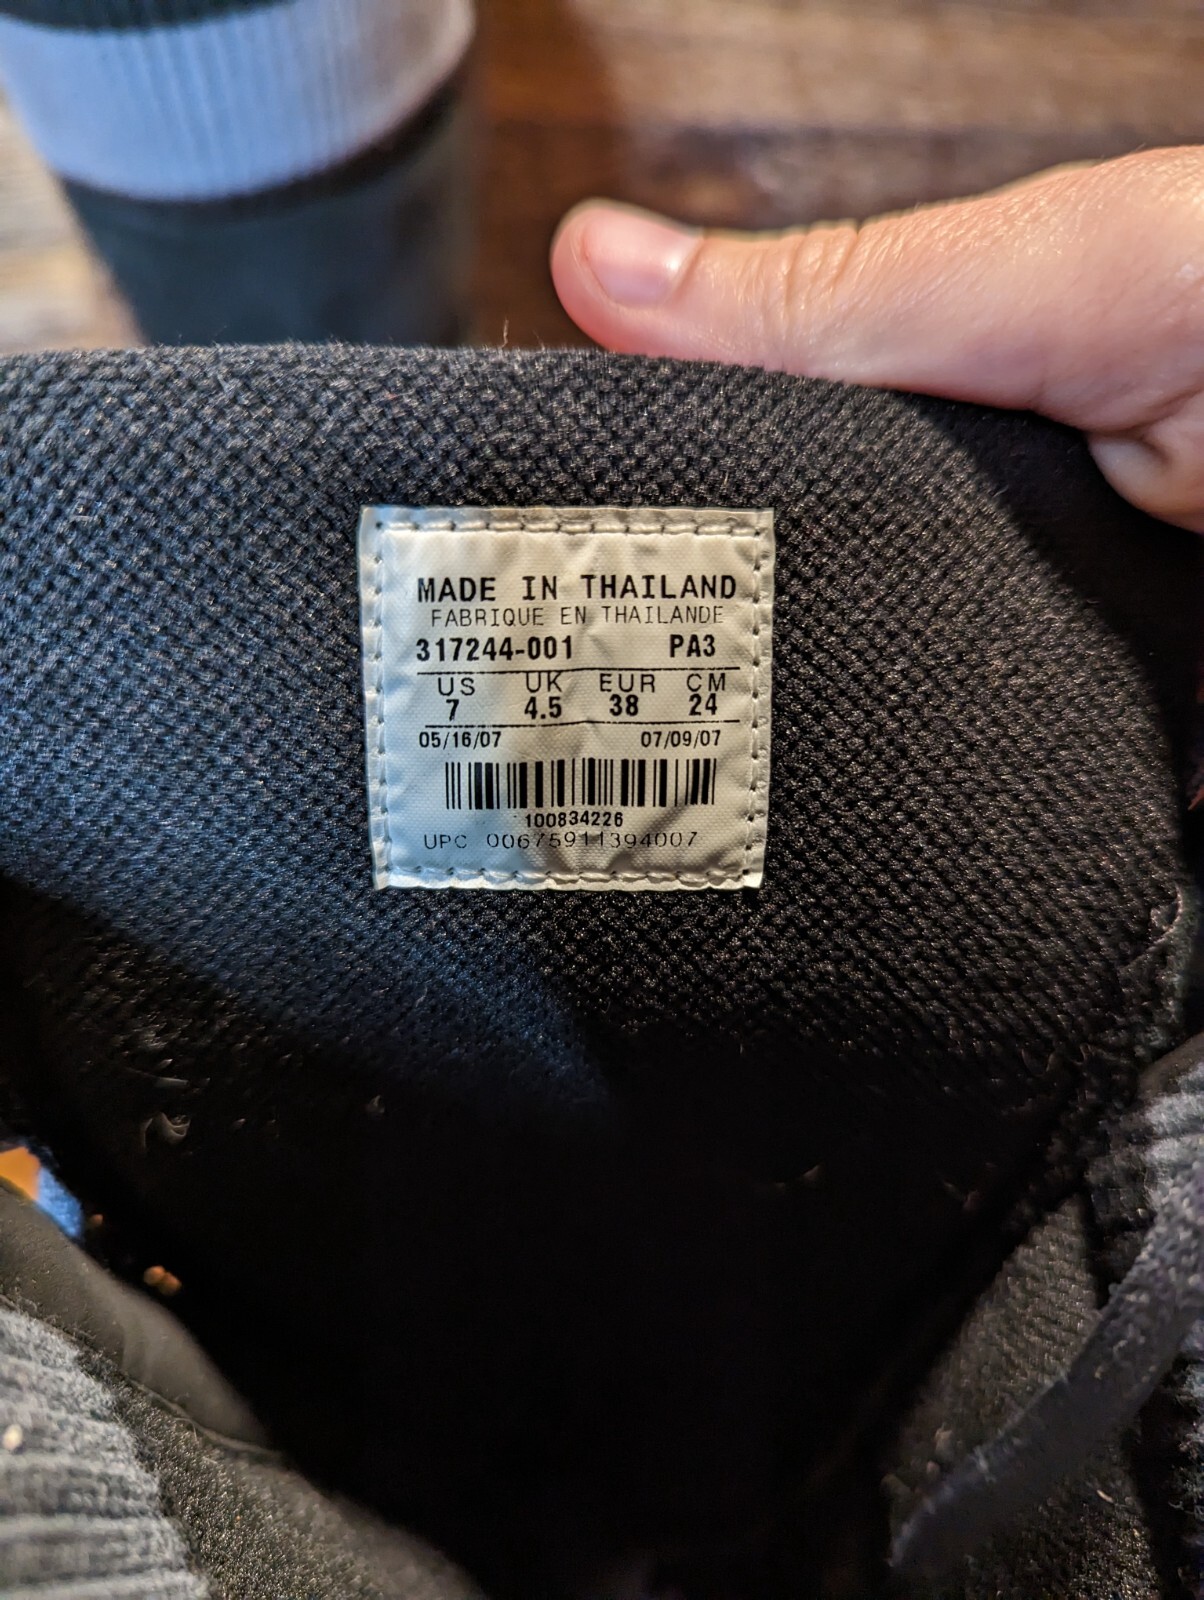 MADE IN THAILAND
FABRIQUE EN THAILANDE
317244-001 PA3
US UK EUR CM
7 4.5 38 24
05/16/07 07/09/07
100834226
UPC 00675911394007